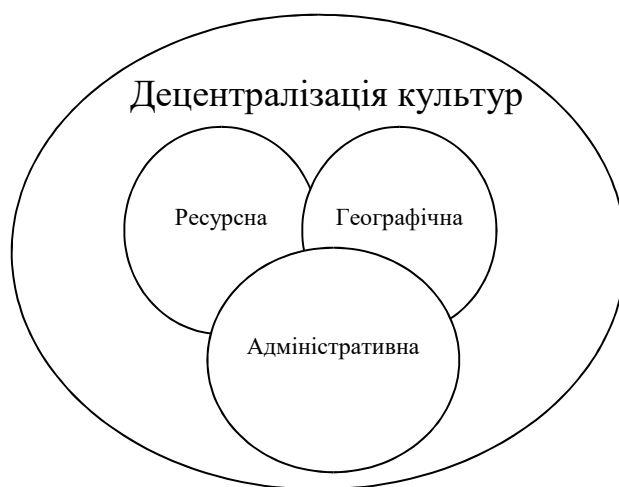 Децентралізація культур
Ресурсна
Географічна
Адміністративна